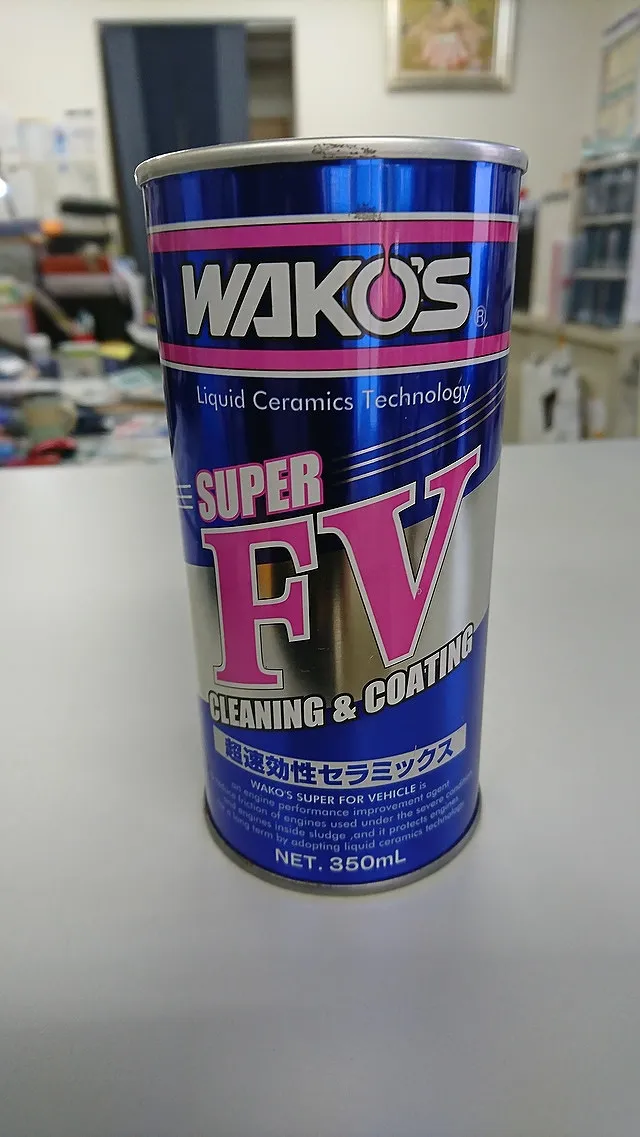 WAKO'S®
Liquid Ceramics Technology
SUPER
FV
CLEANING & COATING
超速効性セラミックス
WAKO'S SUPER FOR VEHICLE is
an engine performance improvement agent
friction of engines used under the severe condition
and engines inside sludge ,and it protects engines
a long term by adopting liquid ceramics technology.
NET. 350mL